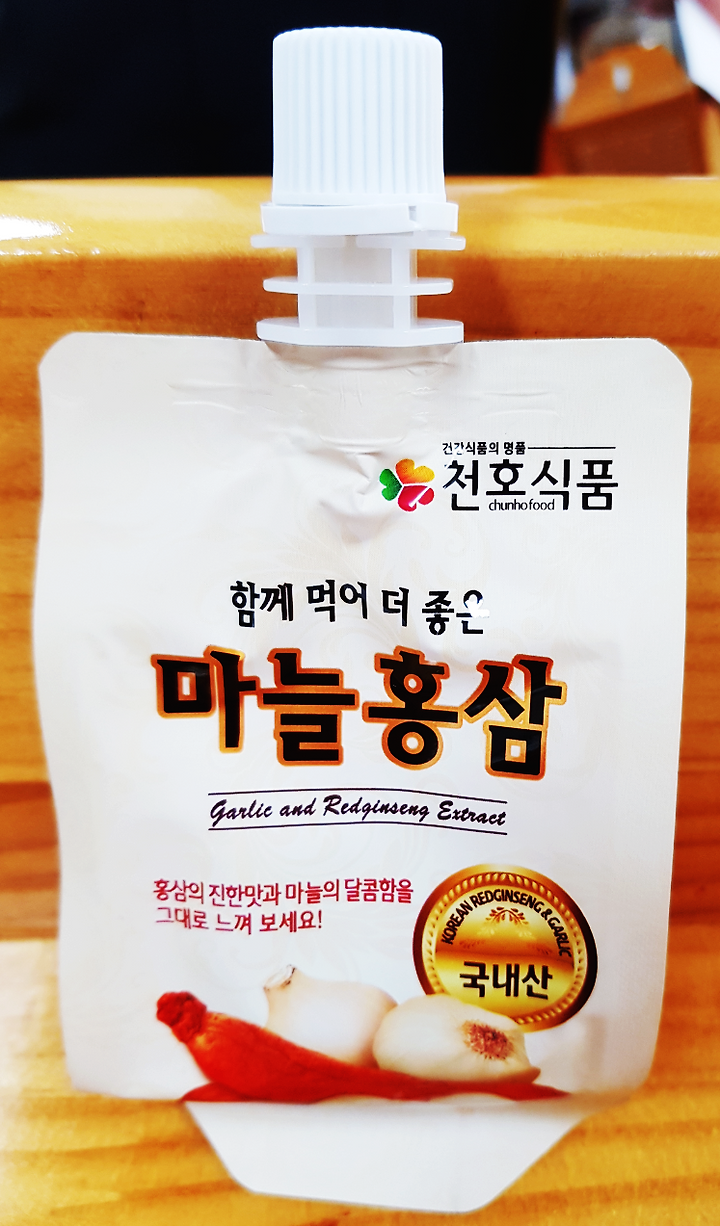 건강식품의 명품
천호식품
chunhofood
함께 먹어 더 좋은
마늘홍삼
Garlic and Redginseng Extract
홍삼의 진한맛과 마늘의 달콤함을
그대로 느껴 보세요!
KOREAN REDGINSENG & GARLIC
국내산